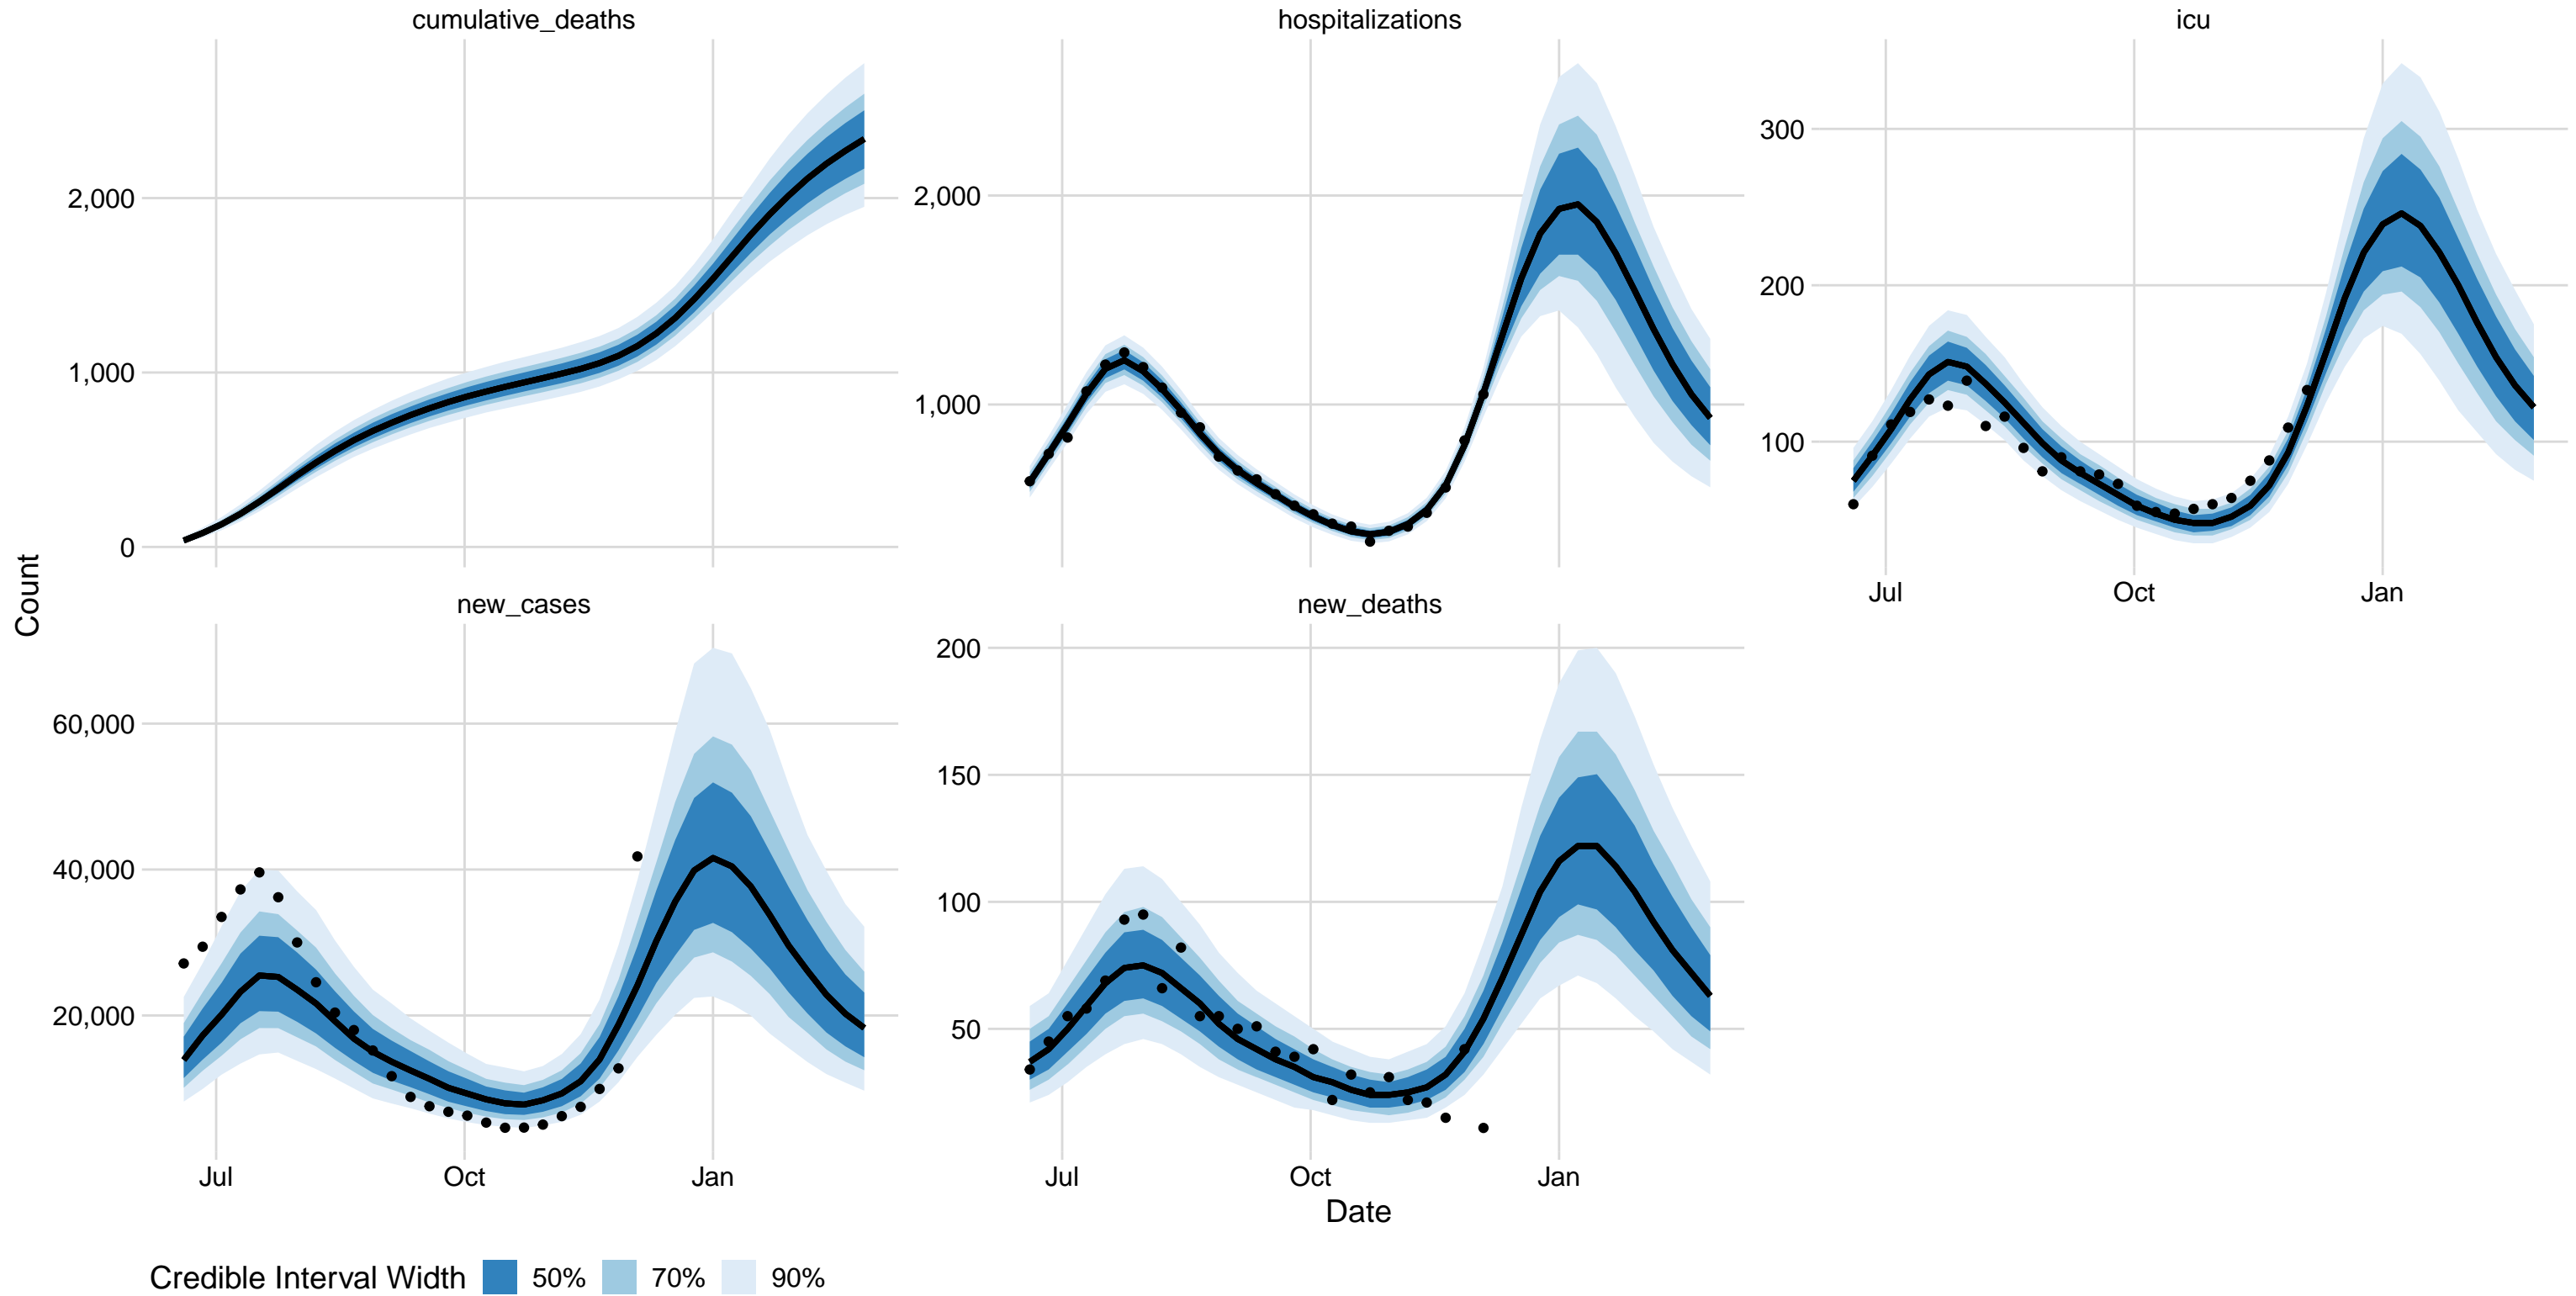 cumulative_deaths
hospitalizations
icu
2,000
1,000
0
2,000
1,000
300
200
100
Jul Oct Jan
Count
new_cases
new_deaths
60,000
40,000
20,000
200
150
100
50
Jul Oct Jan
Jul Oct Jan
Date
Credible Interval Width 50% 70% 90%